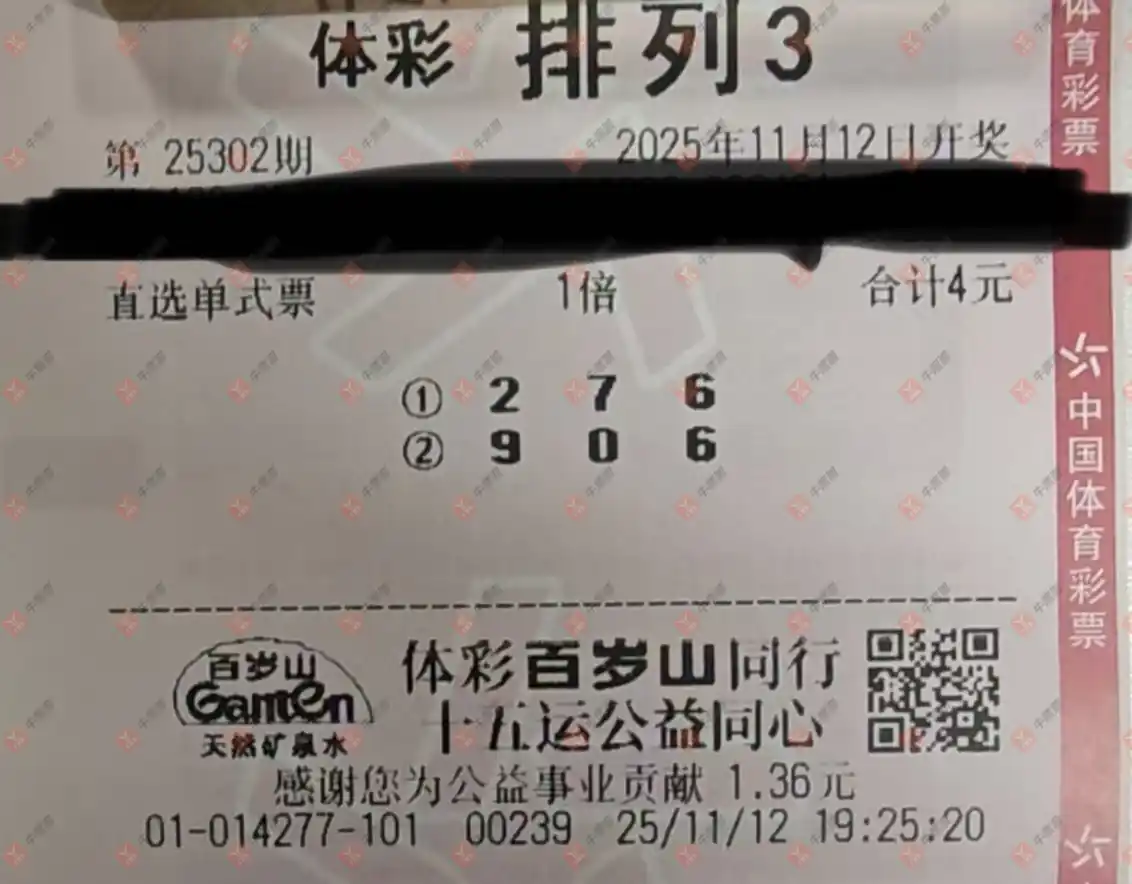 体彩 排列3
第 25302期 2025年11月12日开奖
直选单式票 1倍 合计4元
① 2 7 6
② 9 0 6
百岁山
Ganten
天然矿泉水
体彩百岁山同行
十五运公益同心
感谢您为公益事业贡献 1.36元
01-014277-101 00239 25/11/12 19:25:20
体育彩票
中国体育彩票